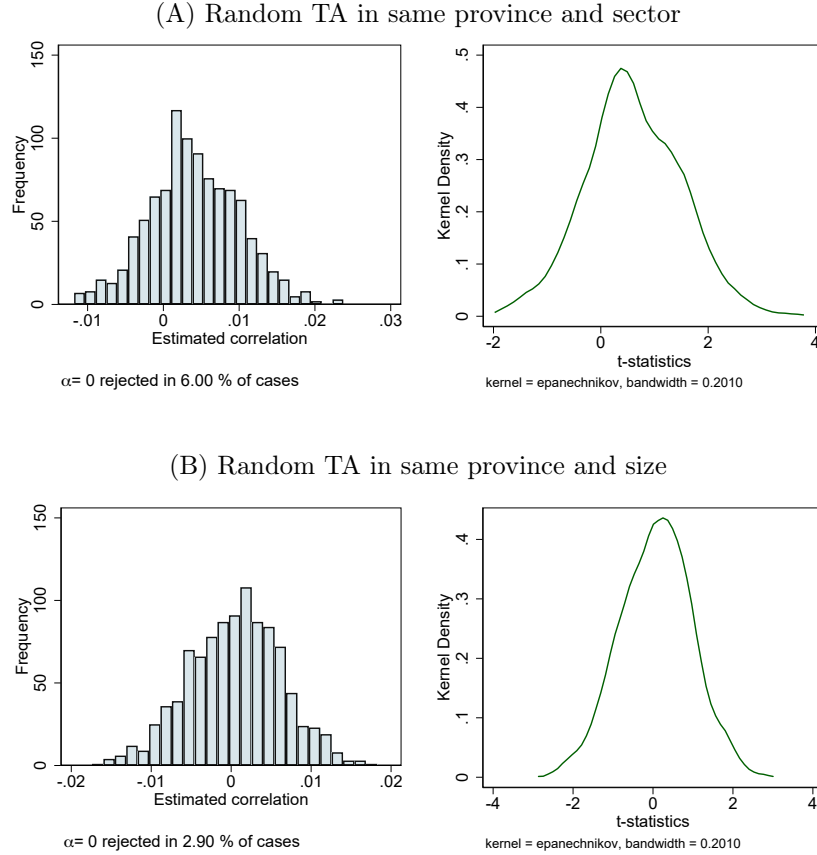 (A) Random TA in same province and sector
150
100
50
0
Frequency
-.01
0
.01
.02
.03
Estimated correlation
α= 0 rejected in 6.00 % of cases
.5
.4
.3
.2
.1
0
Kernel Density
-2
0
2
4
t-statistics
kernel = epanechnikov, bandwidth = 0.2010
(B) Random TA in same province and size
150
100
50
0
Frequency
-.02
-.01
0
.01
.02
Estimated correlation
α= 0 rejected in 2.90 % of cases
.4
.3
.2
.1
0
Kernel Density
-4
-2
0
2
4
t-statistics
kernel = epanechnikov, bandwidth = 0.2010